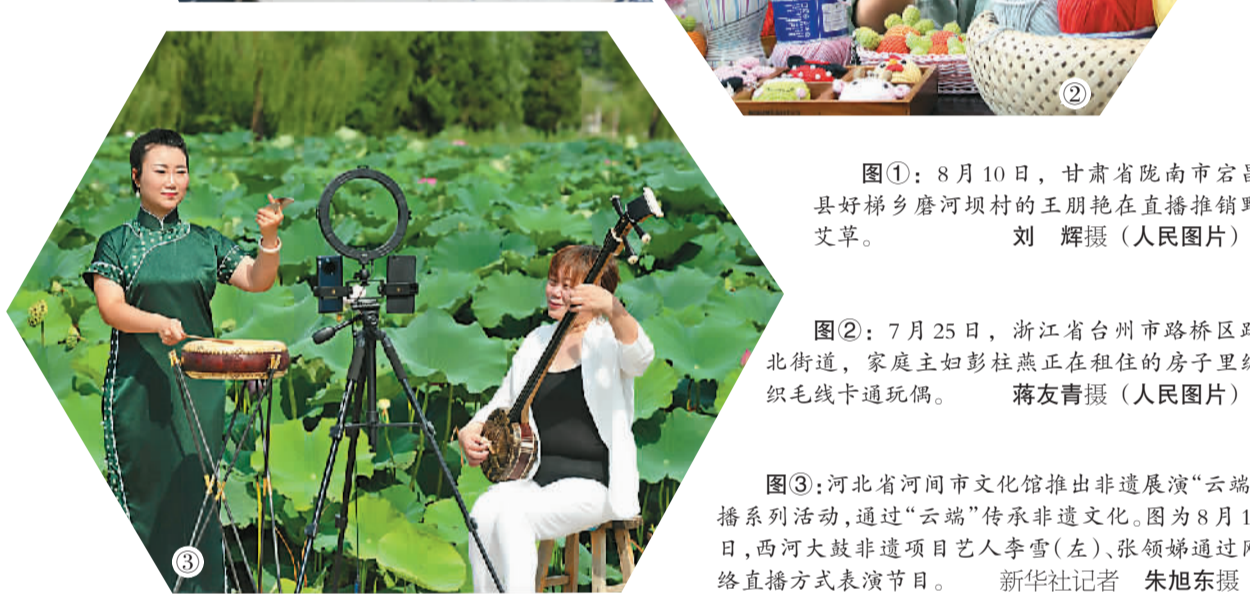 ②
图①：8月10日，甘肃省陇南市宕昌
县好梯乡磨河坝村的王朋艳在直播推销野
艾草。 刘 辉摄（人民图片）
图②：7月25日，浙江省台州市路桥区路
北街道，家庭主妇彭柱燕正在租住的房子里编
织毛线卡通玩偶。 蒋友青摄（人民图片）
图③：河北省河间市文化馆推出非遗展演“云端”
播系列活动，通过“云端”传承非遗文化。图为8月1
日，西河大鼓非遗项目艺人李雪（左）、张领娣通过网
络直播方式表演节目。 新华社记者 朱旭东摄
③